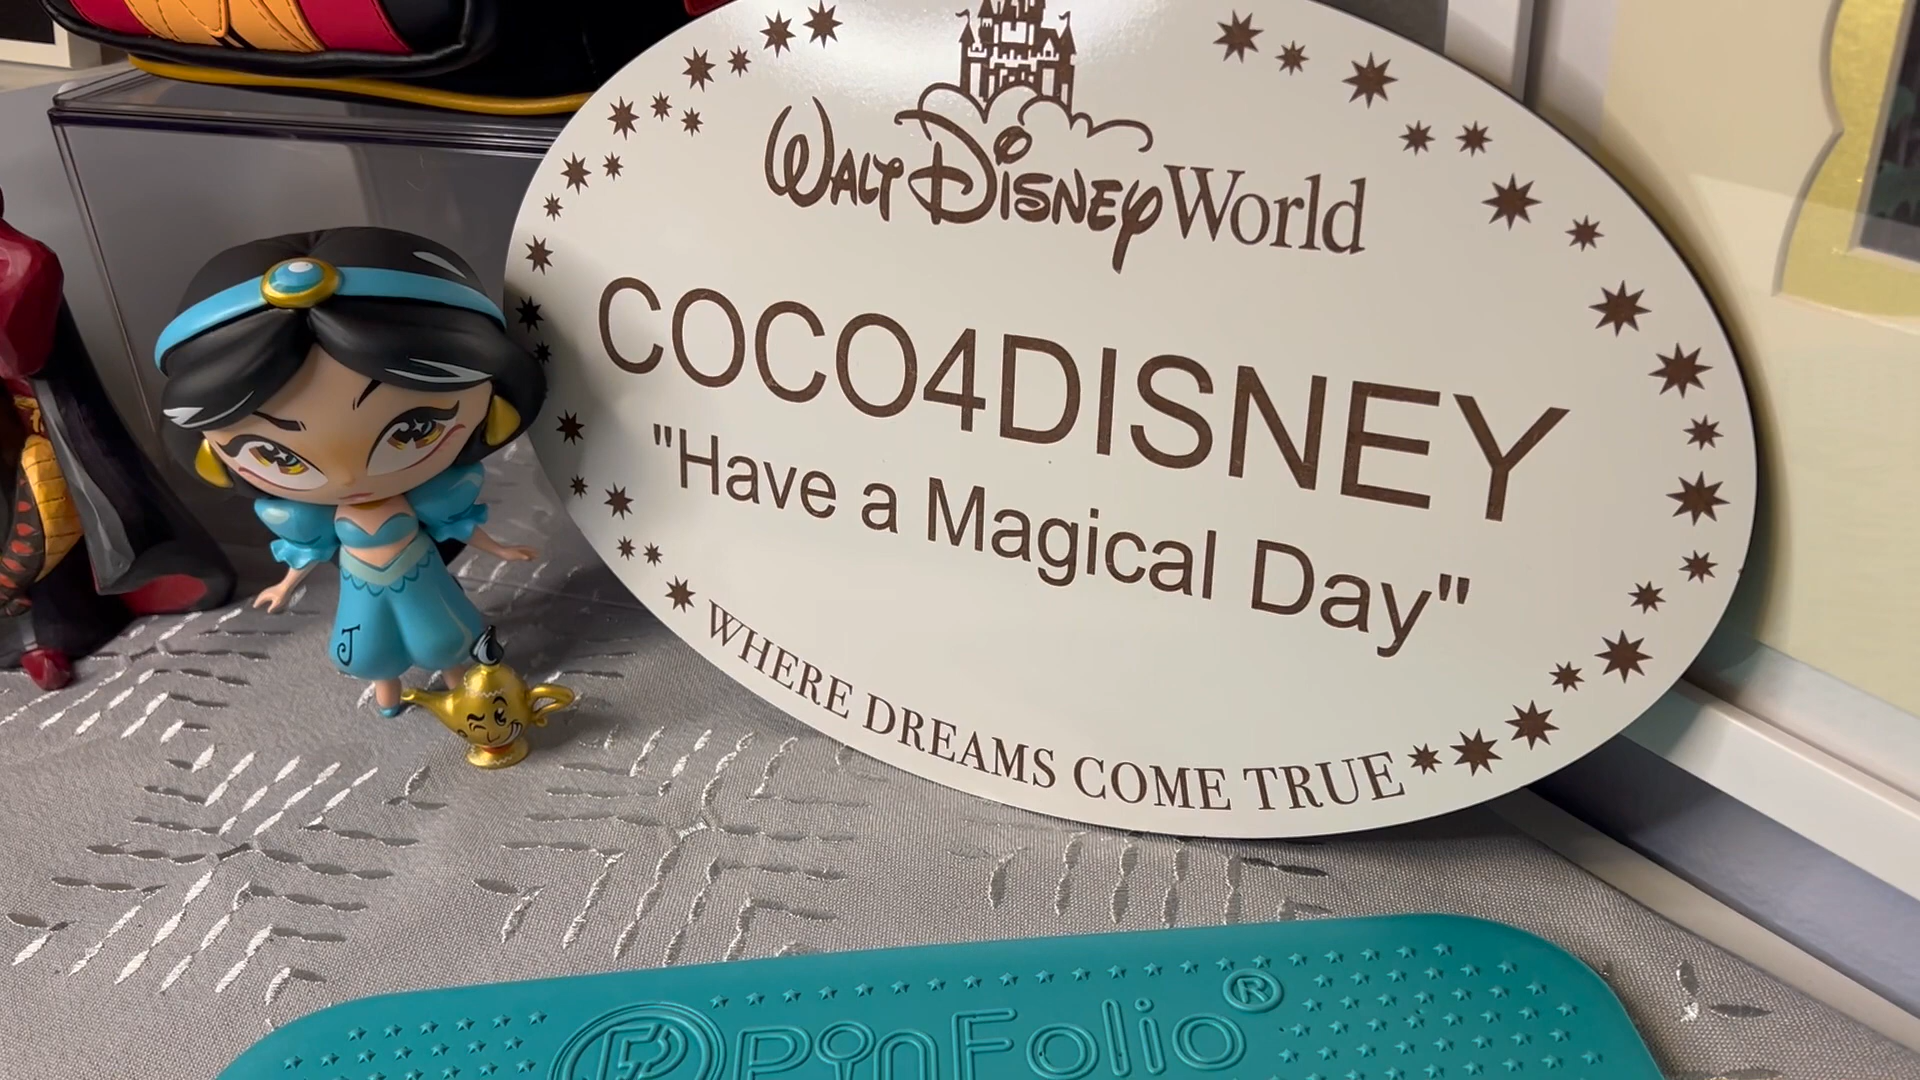 WALT DISNEY World
COCO4DISNEY
"Have a Magical Day"
WHERE DREAMS COME TRUE
J
PinFolio®